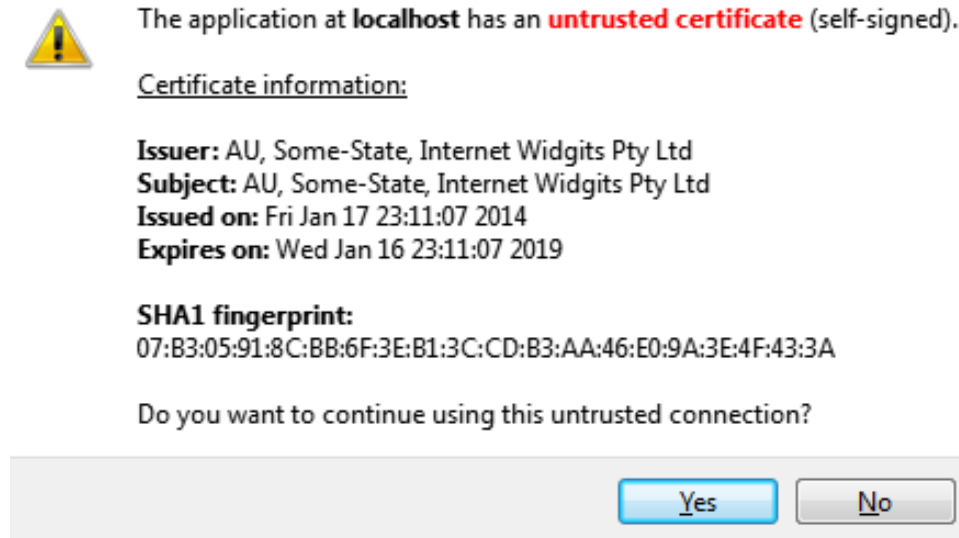 The application at localhost has an untrusted certificate (self-signed).
Certificate information:
Issuer: AU, Some-State, Internet Widgits Pty Ltd
Subject: AU, Some-State, Internet Widgits Pty Ltd
Issued on: Fri Jan 17 23:11:07 2014
Expires on: Wed Jan 16 23:11:07 2019
SHA1 fingerprint:
07:B3:05:91:8C:BB:6F:3E:B1:3C:CD:B3:AA:46:E0:9A:3E:4F:43:3A
Do you want to continue using this untrusted connection?
Yes No